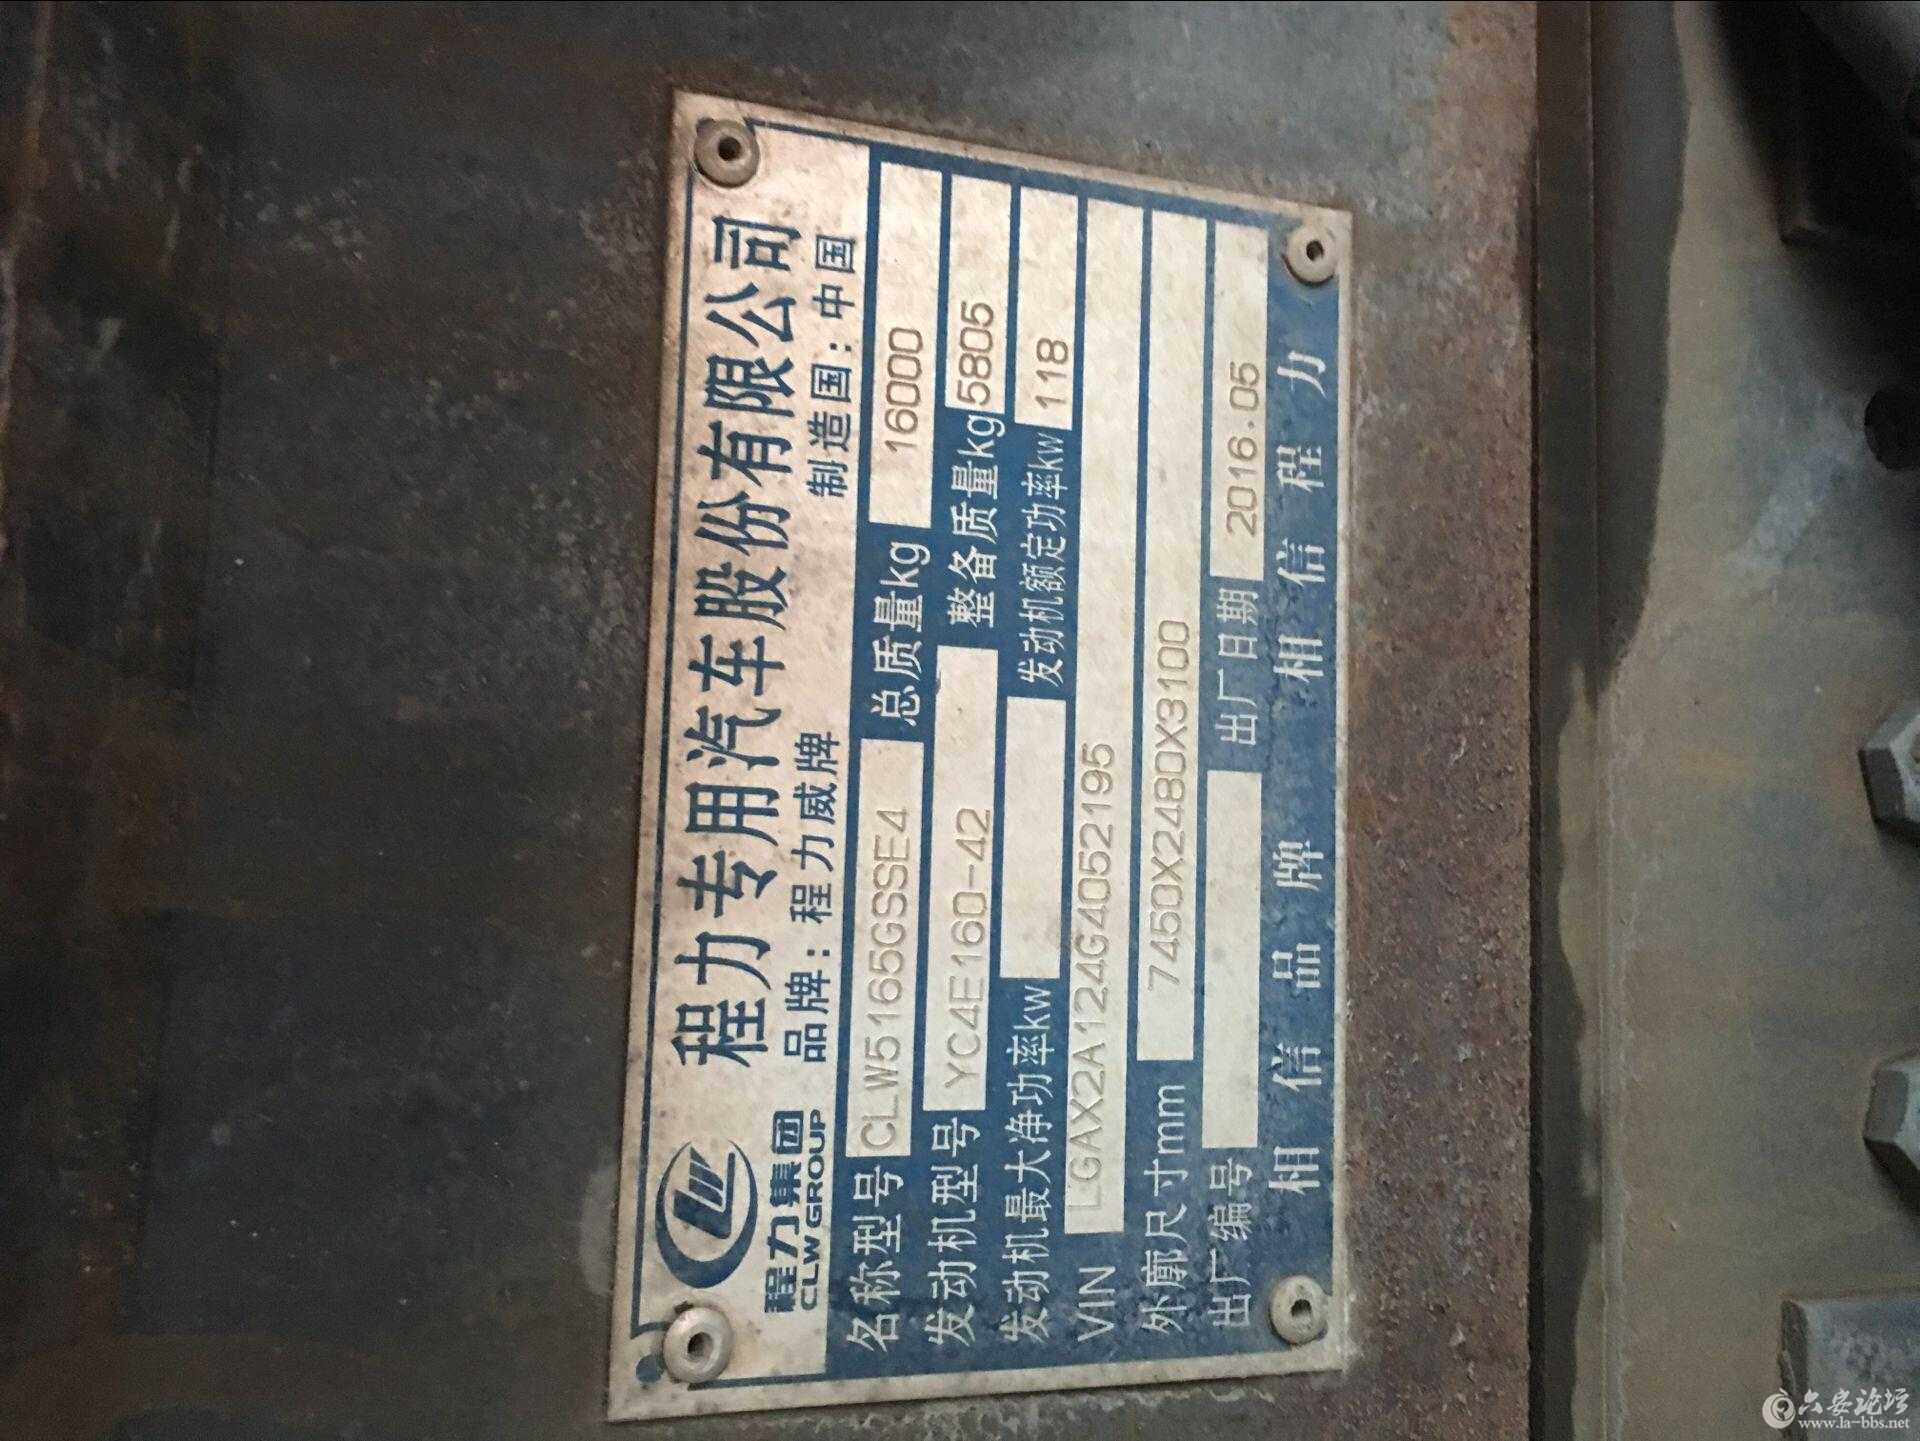 程力专用汽车股份有限公司
程力集团
CLW GROUP
品牌：程力威牌 制造国：中国
名称型号 CLW5165GSSE4 总质量kg 16000
发动机型号 YC4E160-42 整备质量kg 5805
发动机最大净功率kw 发动机额定功率kw 118
VIN LGAX2A124G4052195
外廓尺寸mm 7450X2480X3100
出厂编号 出厂日期 2016.05
相信品牌 相信程力
六安论坛
www.la-bbs.net